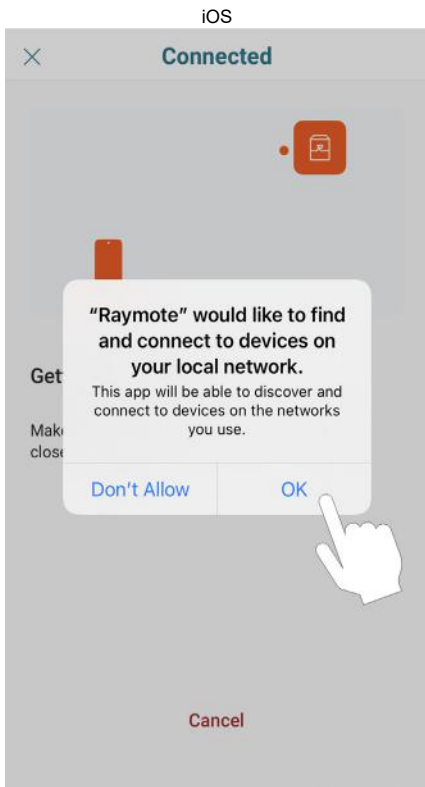 iOS
Connected
"Raymote" would like to find
and connect to devices on
your local network.
This app will be able to discover and
connect to devices on the networks
you use.
Get
Mak
close
Don't Allow
OK
Cancel